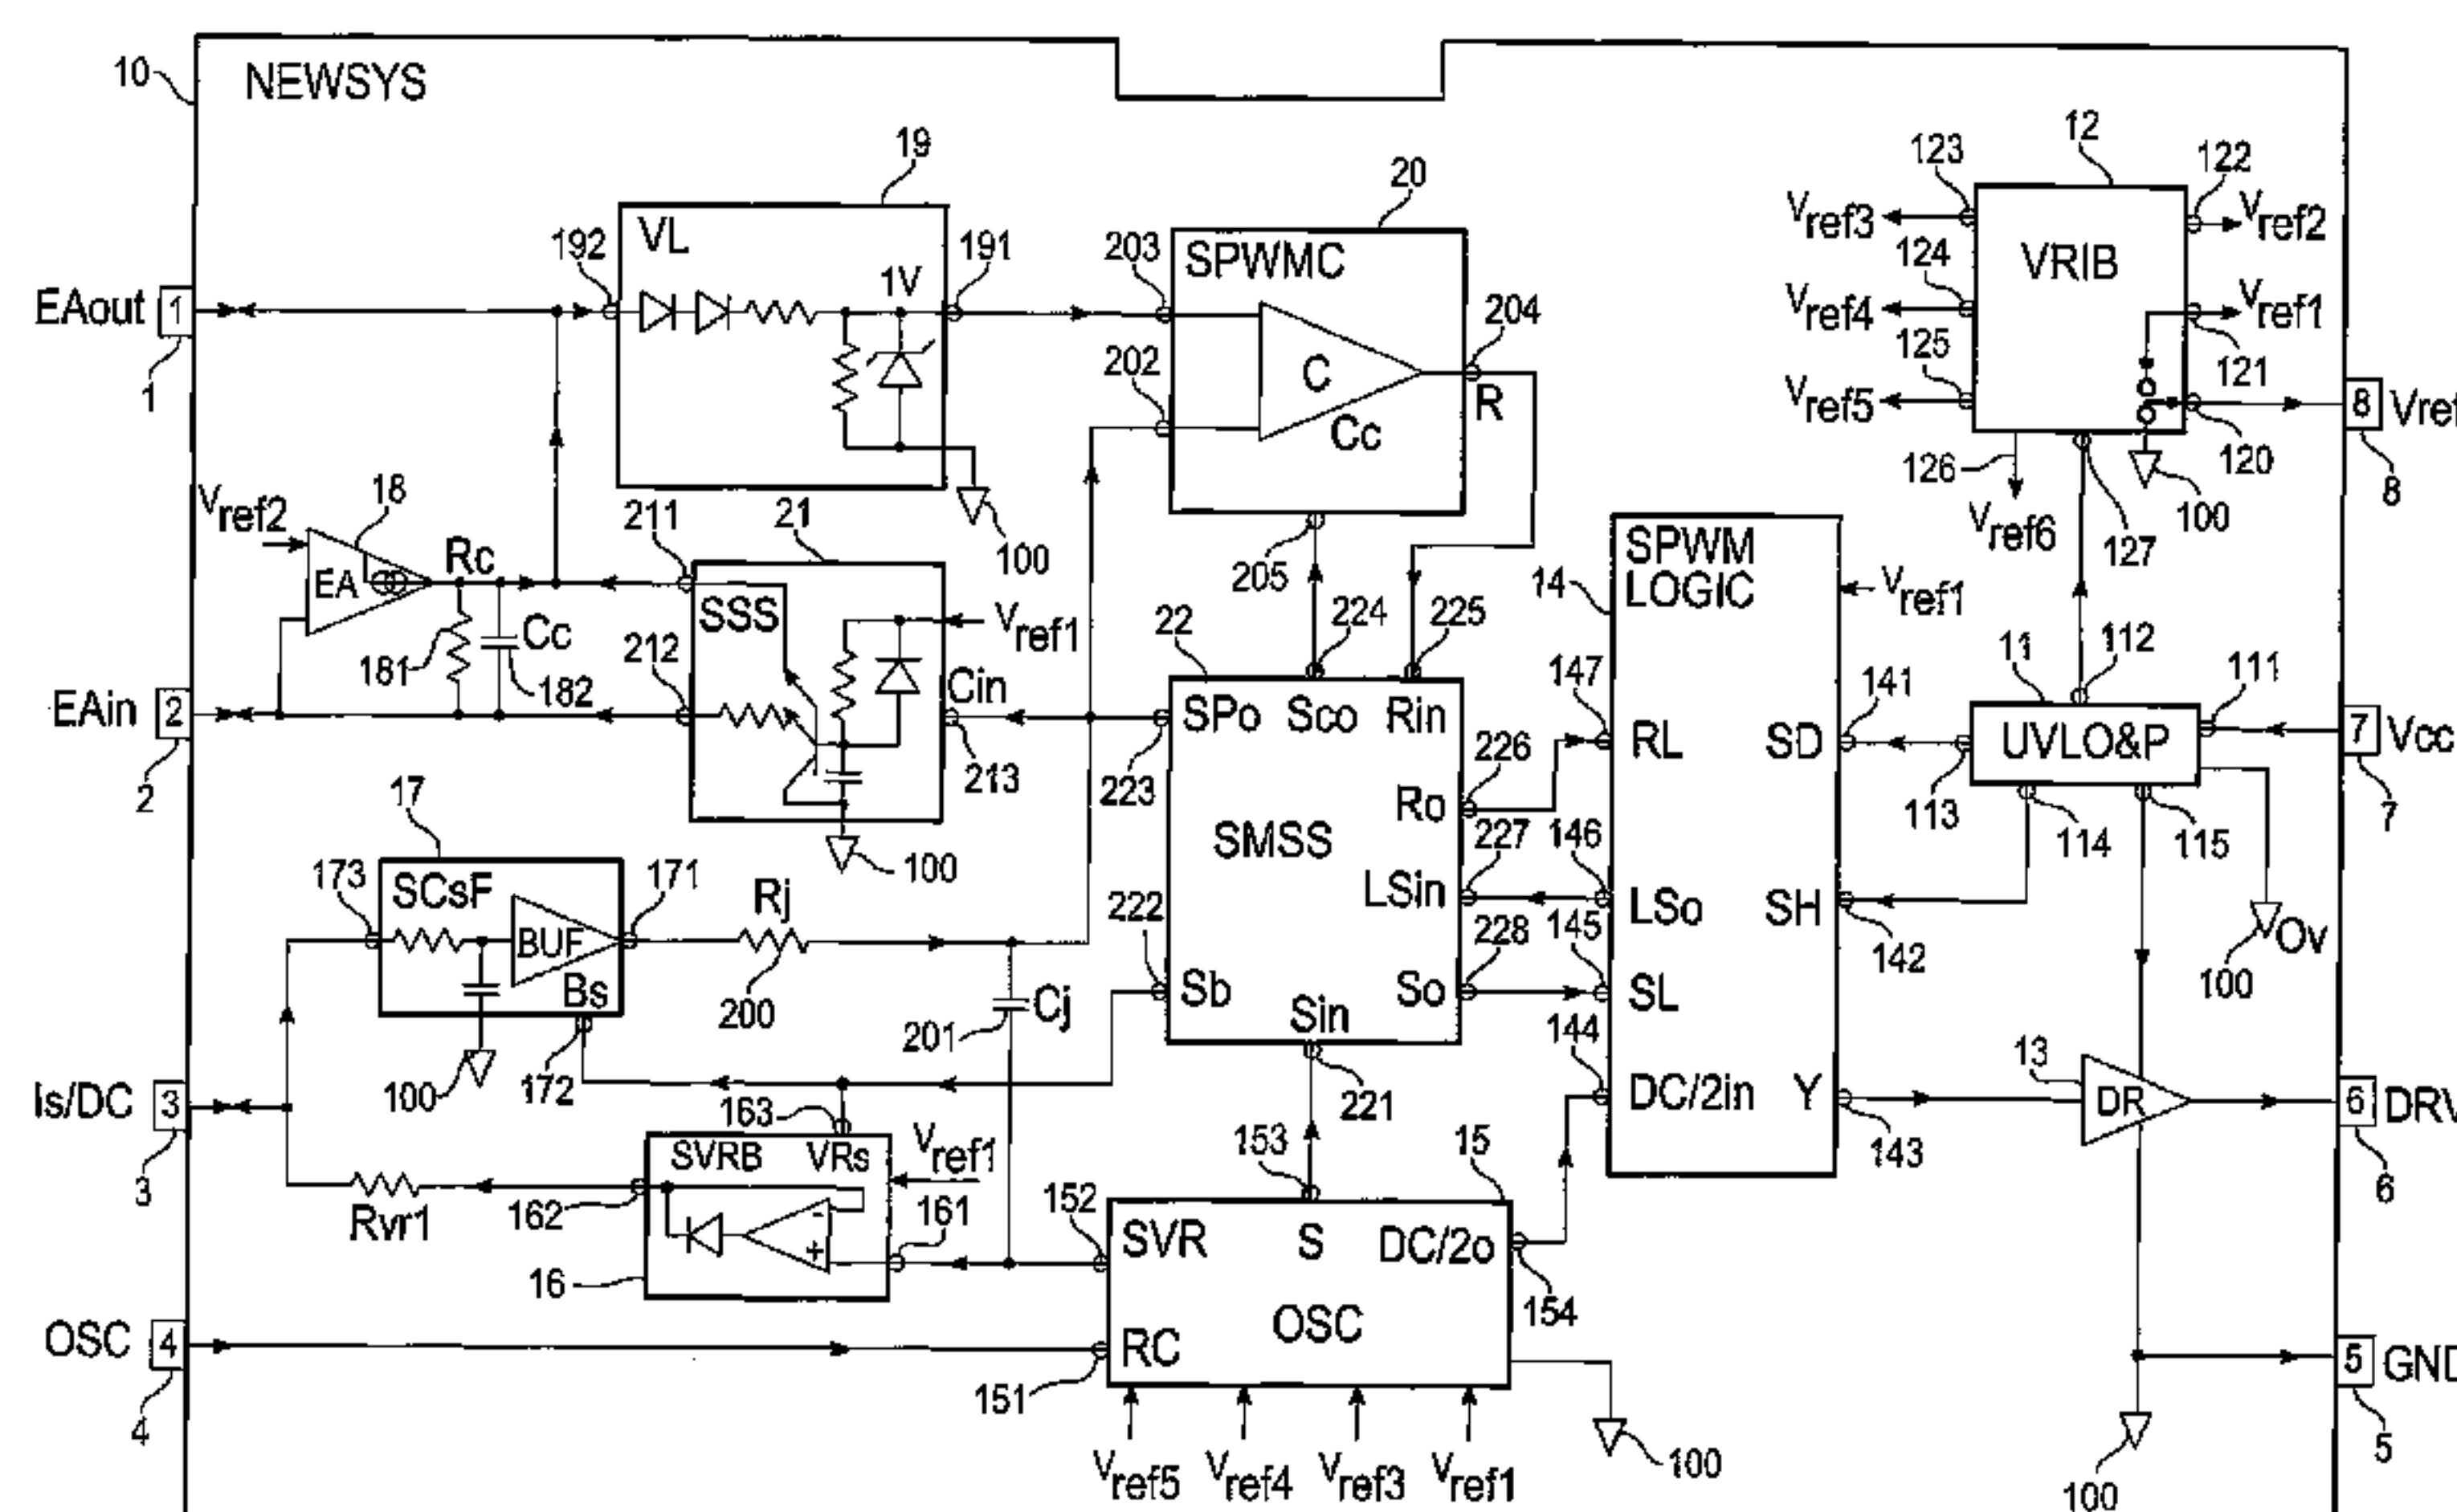 10
NEWSYS
19
20
12
123
122
Vref3
Vref2
192
VL
1V
191
203
SPWMC
204
124
VRIB
EAout
1
1
Vref4
Vref1
202
C
Cc
R
125
121
Vref5
8
Vref
8
126
120
Vref6
127
100
Vref2
18
EA
Rc
211
21
100
205
SPWM
LOGIC
14
Vref1
181
Cc
182
SSS
212
Vref1
22
224
225
147
141
11
112
111
EAin
2
2
Cin
213
223
SPo
Sco
Rin
RL
SD
UVLO&P
7
Vcc
7
113
114
115
226
Ro
SMSS
146
227
LSin
LSo
SH
142
100
Ov
17
173
SCsF
BUF
Bs
171
172
100
Rj
200
Cj
201
100
222
Sb
Sin
So
228
145
SL
144
DC/2in
Y
143
13
DR
6
DRV
6
Is/DC
3
3
163
SVRB
VRs
Vref1
162
161
Rvr1
16
-
+
221
153
15
152
SVR
S
DC/2o
154
OSC
OSC
4
4
RC
151
100
5
GND
5
100
Vref5
Vref4
Vref3
Vref1